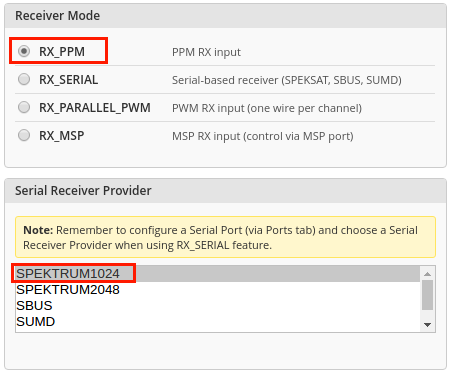 Receiver Mode
RX_PPM PPM RX input
RX_SERIAL Serial-based receiver (SPEKSAT, SBUS, SUMD)
RX_PARALLEL_PWM PWM RX input (one wire per channel)
RX_MSP MSP RX input (control via MSP port)
Serial Receiver Provider
Note: Remember to configure a Serial Port (via Ports tab) and choose a Serial
Receiver Provider when using RX_SERIAL feature.
SPEKTRUM1024
SPEKTRUM2048
SBUS
SUMD